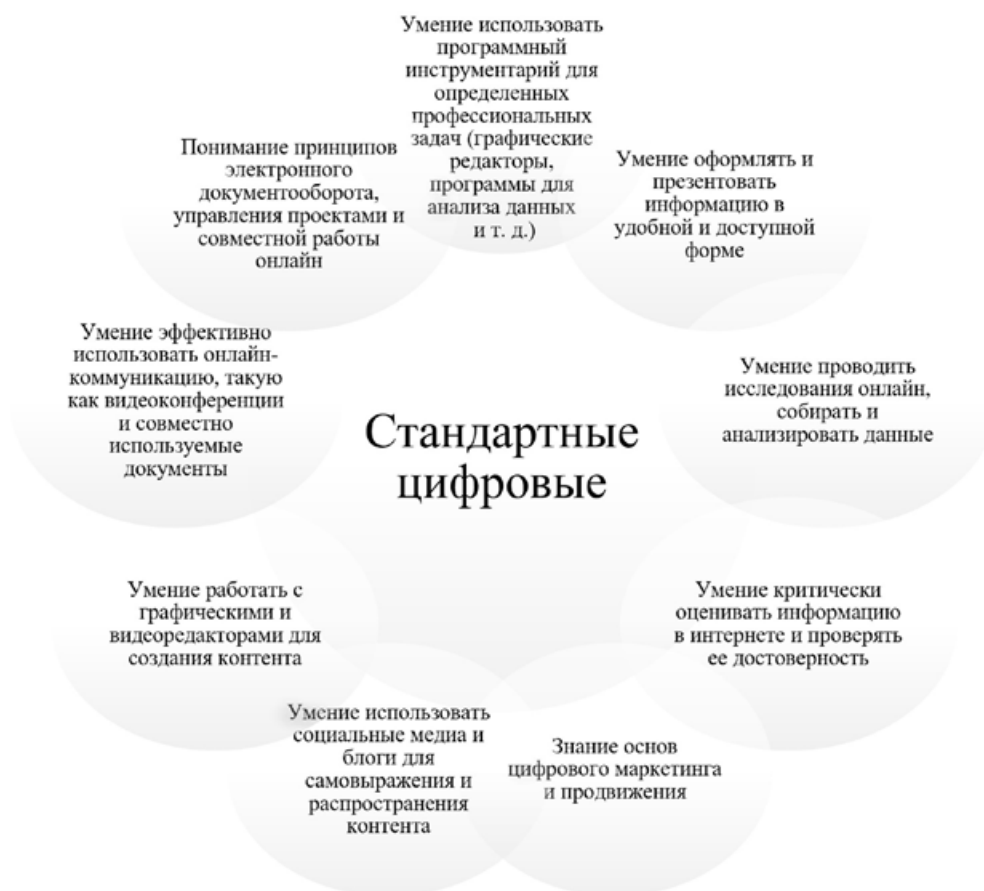 Умение использовать
программный
инструментарий для
определенных
профессиональных
задач (графические
редакторы,
программы для
анализа данных
и т. д.)
Умение оформлять и
презентовать
информацию в
удобной и доступной
форме
Умение проводить
исследования онлайн,
собирать и
анализировать данные
Умение критически
оценивать информацию
в интернете и проверять
ее достоверность
Знание основ
цифрового маркетинга
и продвижения
Умение использовать
социальные медиа и
блоги для
самовыражения и
распространения
контента
Умение работать с
графическими и
видеоредакторами для
создания контента
Умение эффективно
использовать онлайн-
коммуникацию, такую
как видеоконференции
и совместно
используемые
документы
Понимание принципов
электронного
документооборота,
управления проектами и
совместной работы
онлайн
Стандартные
цифровые